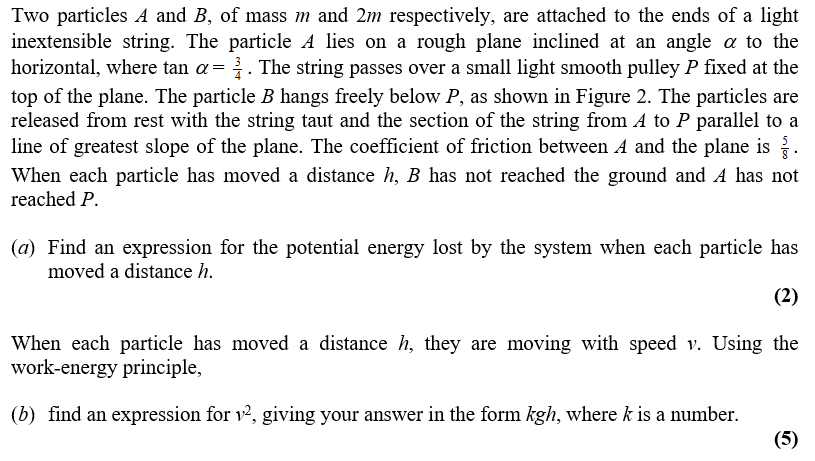 Two particles A and B, of mass m and 2m respectively, are attached to the ends of a light
inextensible string. The particle A lies on a rough plane inclined at an angle α to the
horizontal, where tan α = 3/4 . The string passes over a small light smooth pulley P fixed at the
top of the plane. The particle B hangs freely below P, as shown in Figure 2. The particles are
released from rest with the string taut and the section of the string from A to P parallel to a
line of greatest slope of the plane. The coefficient of friction between A and the plane is 5/8 .
When each particle has moved a distance h, B has not reached the ground and A has not
reached P.
(a) Find an expression for the potential energy lost by the system when each particle has
moved a distance h.
(2)
When each particle has moved a distance h, they are moving with speed v. Using the
work-energy principle,
(b) find an expression for v², giving your answer in the form kgh, where k is a number.
(5)